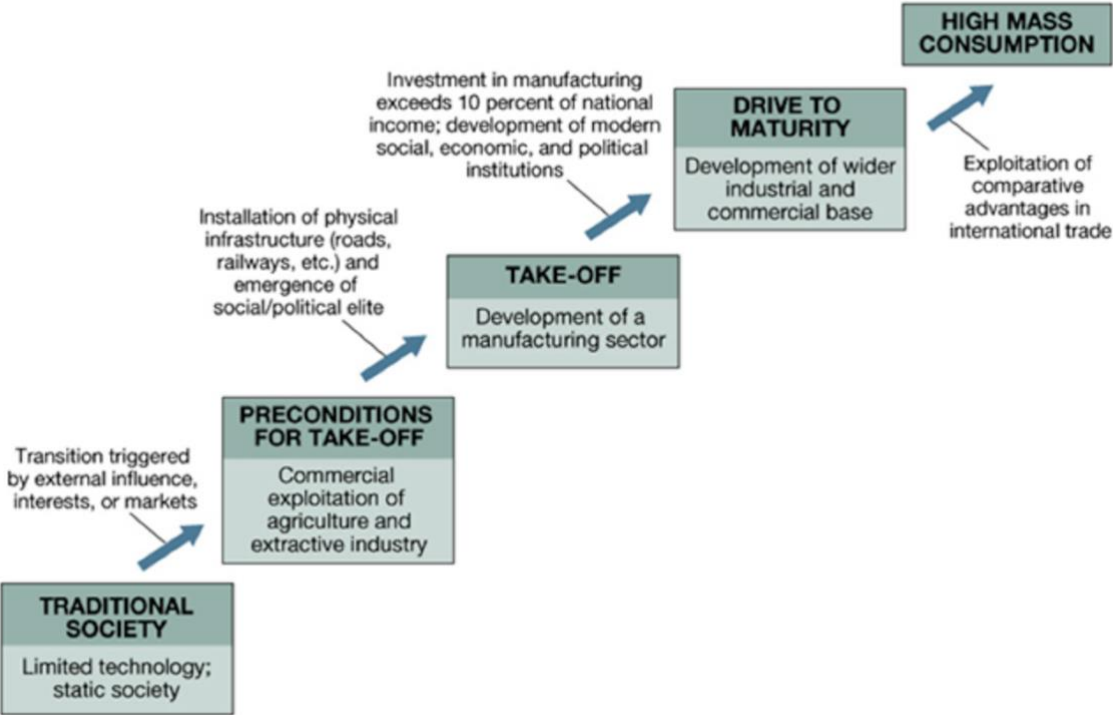 HIGH MASS
CONSUMPTION
Investment in manufacturing
exceeds 10 percent of national
income; development of modern
social, economic, and political
institutions
DRIVE TO
MATURITY
Development of wider
industrial and
commercial base
Exploitation of
comparative
advantages in
international trade
Installation of physical
infrastructure (roads,
railways, etc.) and
emergence of
social/political elite
TAKE-OFF
Development of a
manufacturing sector
PRECONDITIONS
FOR TAKE-OFF
Commercial
exploitation of
agriculture and
extractive industry
Transition triggered
by external influence,
interests, or markets
TRADITIONAL
SOCIETY
Limited technology;
static society